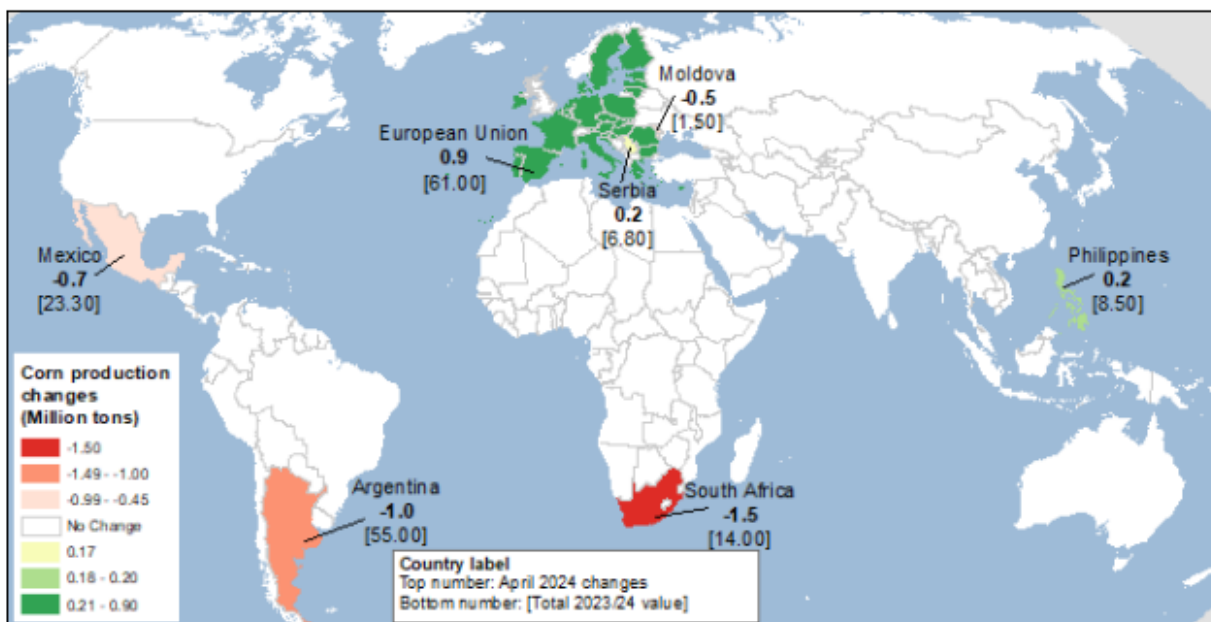 Moldova
-0.5
[1.50]
European Union
0.9
[61.00]
Serbia
0.2
[6.80]
Mexico
-0.7
[23.30]
Philippines
0.2
[8.50]
Corn production
changes
(Million tons)
-1.50
-1.49 - -1.00
-0.99 - -0.45
No Change
0.17
0.18 - 0.20
0.21 - 0.90
Argentina
-1.0
[55.00]
South Africa
-1.5
[14.00]
Country label
Top number: April 2024 changes
Bottom number: [Total 2023/24 value]